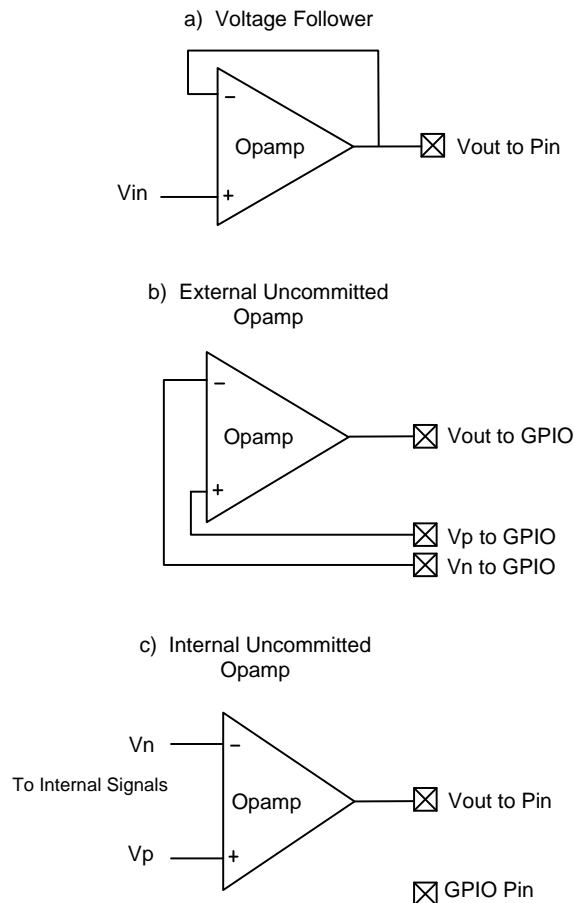 a) Voltage Follower
−
Opamp
Vout to Pin
Vin
+
b) External Uncommitted
Opamp
−
Opamp
Vout to GPIO
+
Vp to GPIO
Vn to GPIO
c) Internal Uncommitted
Opamp
Vn
−
To Internal Signals
Opamp
Vout to Pin
Vp
+
GPIO Pin